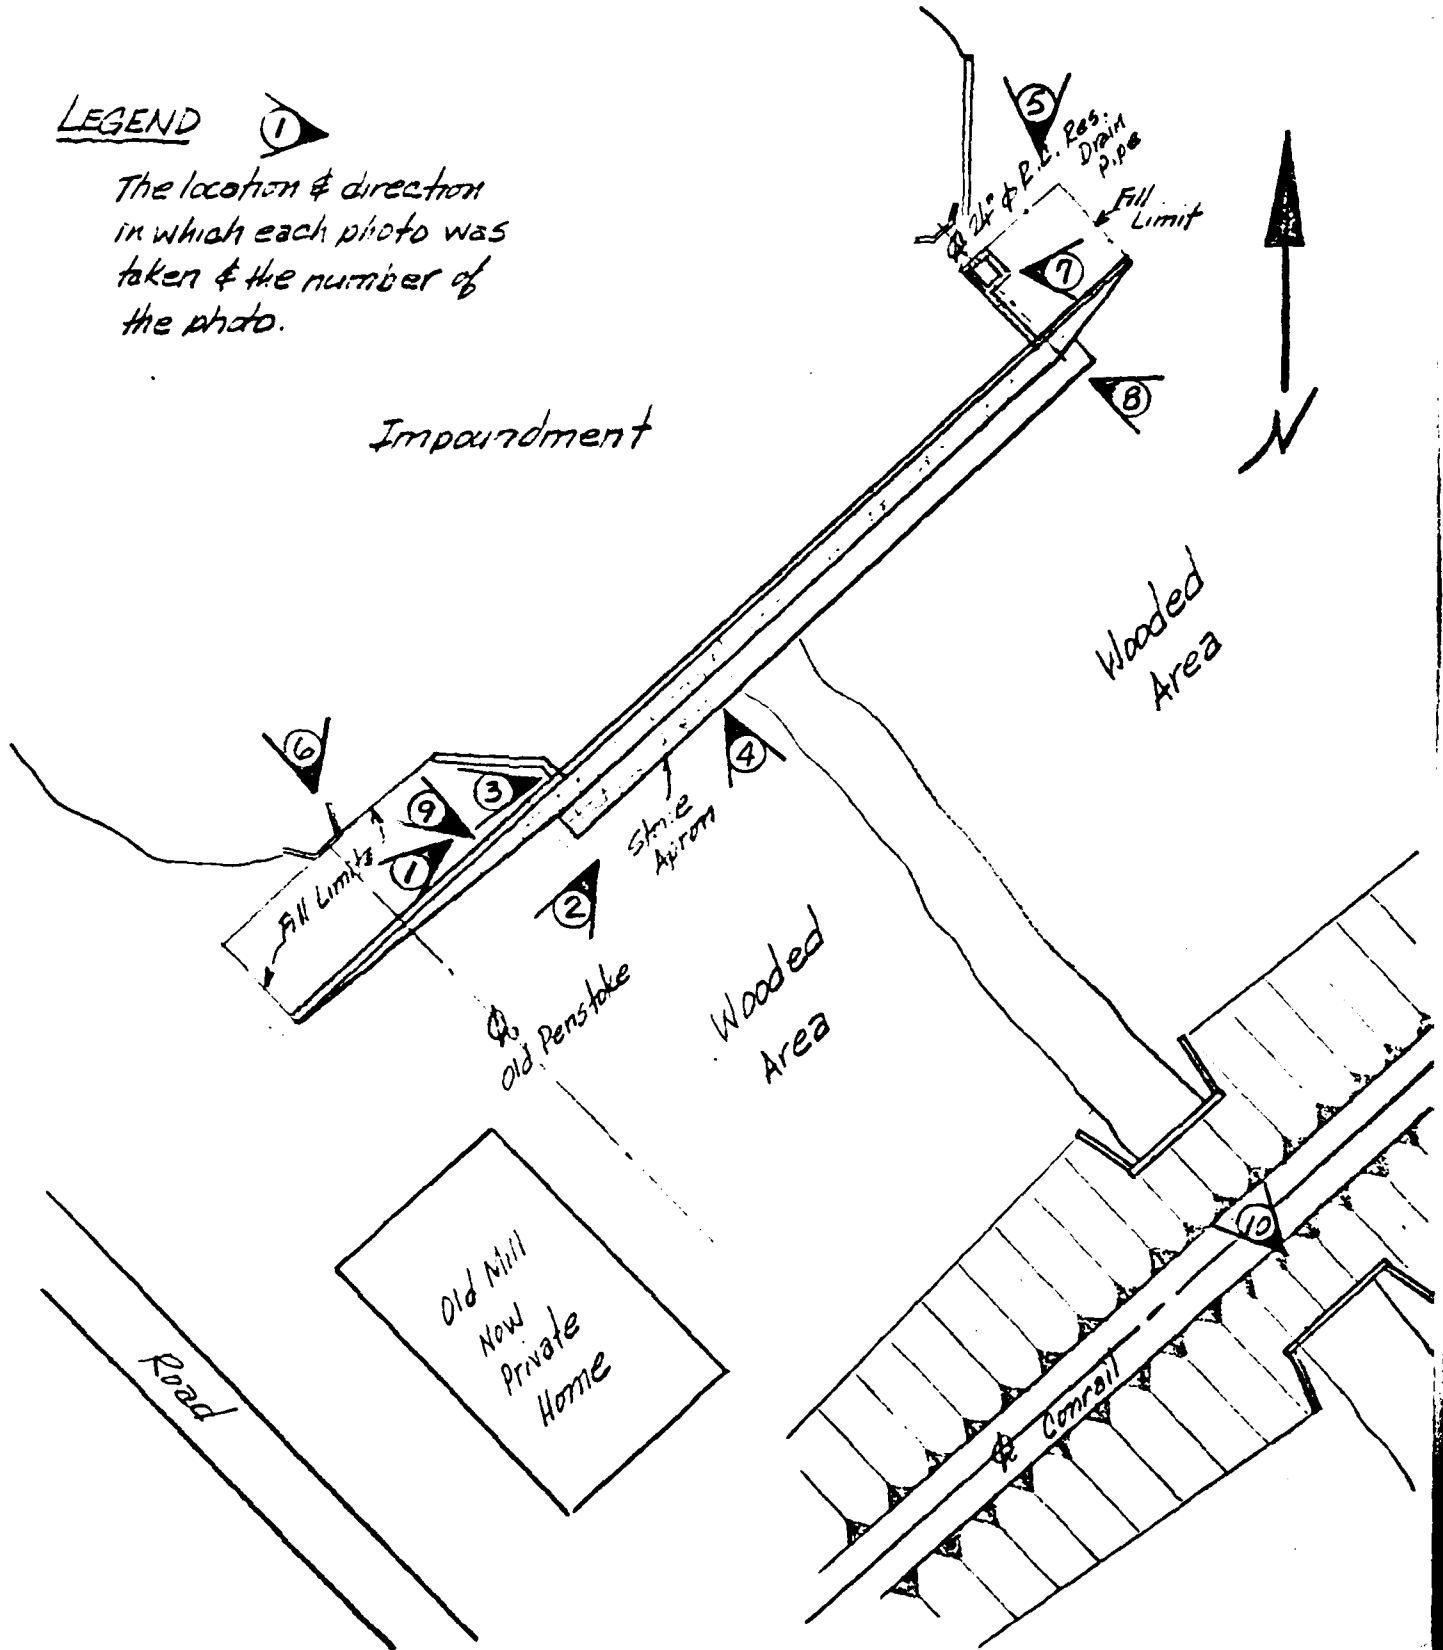 LEGEND
1
The location & direction
in which each photo was
taken & the number of
the photo.
5
℄ 24" ϕ R.C. Res.
Drain
Pipe
Fill
Limit
7
8
N
Impoundment
Wooded
Area
6
9
3
4
1
Fill Limits
2
Apron
Wooded
Area
℄
Old Penstoke
Old Mill
Now
Private
Home
Road
10
℄ Conrail